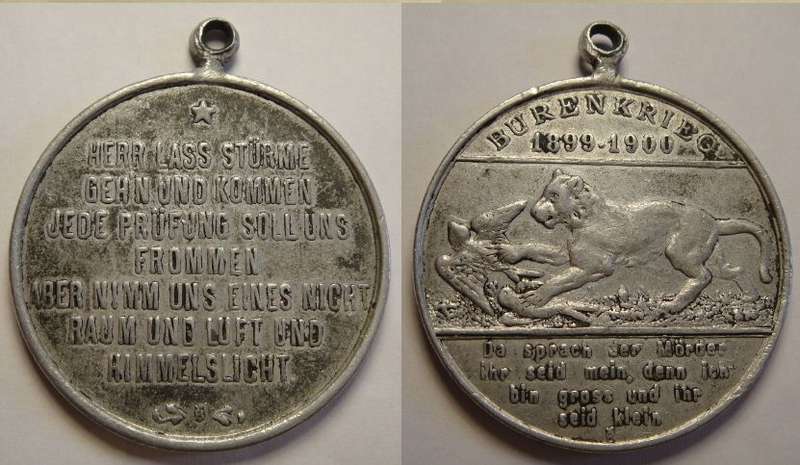 HERR LASS STÜRME
GEHN UND KOMMEN
JEDE PRÜFUNG SOLL UNS
FROMMEN
ABER NIMM UNS EINES NICHT
RAUM UND LUFT UND
HIMMELSLICHT
BURENKRIEG
1899-1900
Da sprach der Mörder
ihr seid mein, denn ich
bin gross und ihr
seid klein